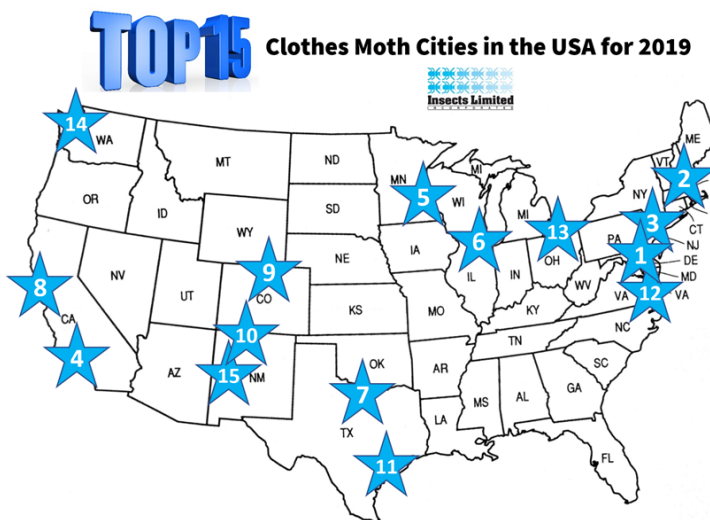 TOP 15
Clothes Moth Cities in the USA for 2019
Insects Limited
INCORPORATED
14
WA
MT
ND
MN
MI
VT
ME
2
OR
ID
SD
5
WI
MI
NY
3
CT
WY
6
13
PA
NJ
IA
1
DE
8
NV
9
NE
IL
IN
OH
MD
UT
CO
WV
VA
12
VA
CA
KS
MO
KY
4
10
NC
TN
AZ
15
NM
OK
AR
SC
7
MS
AL
GA
TX
LA
11
FL